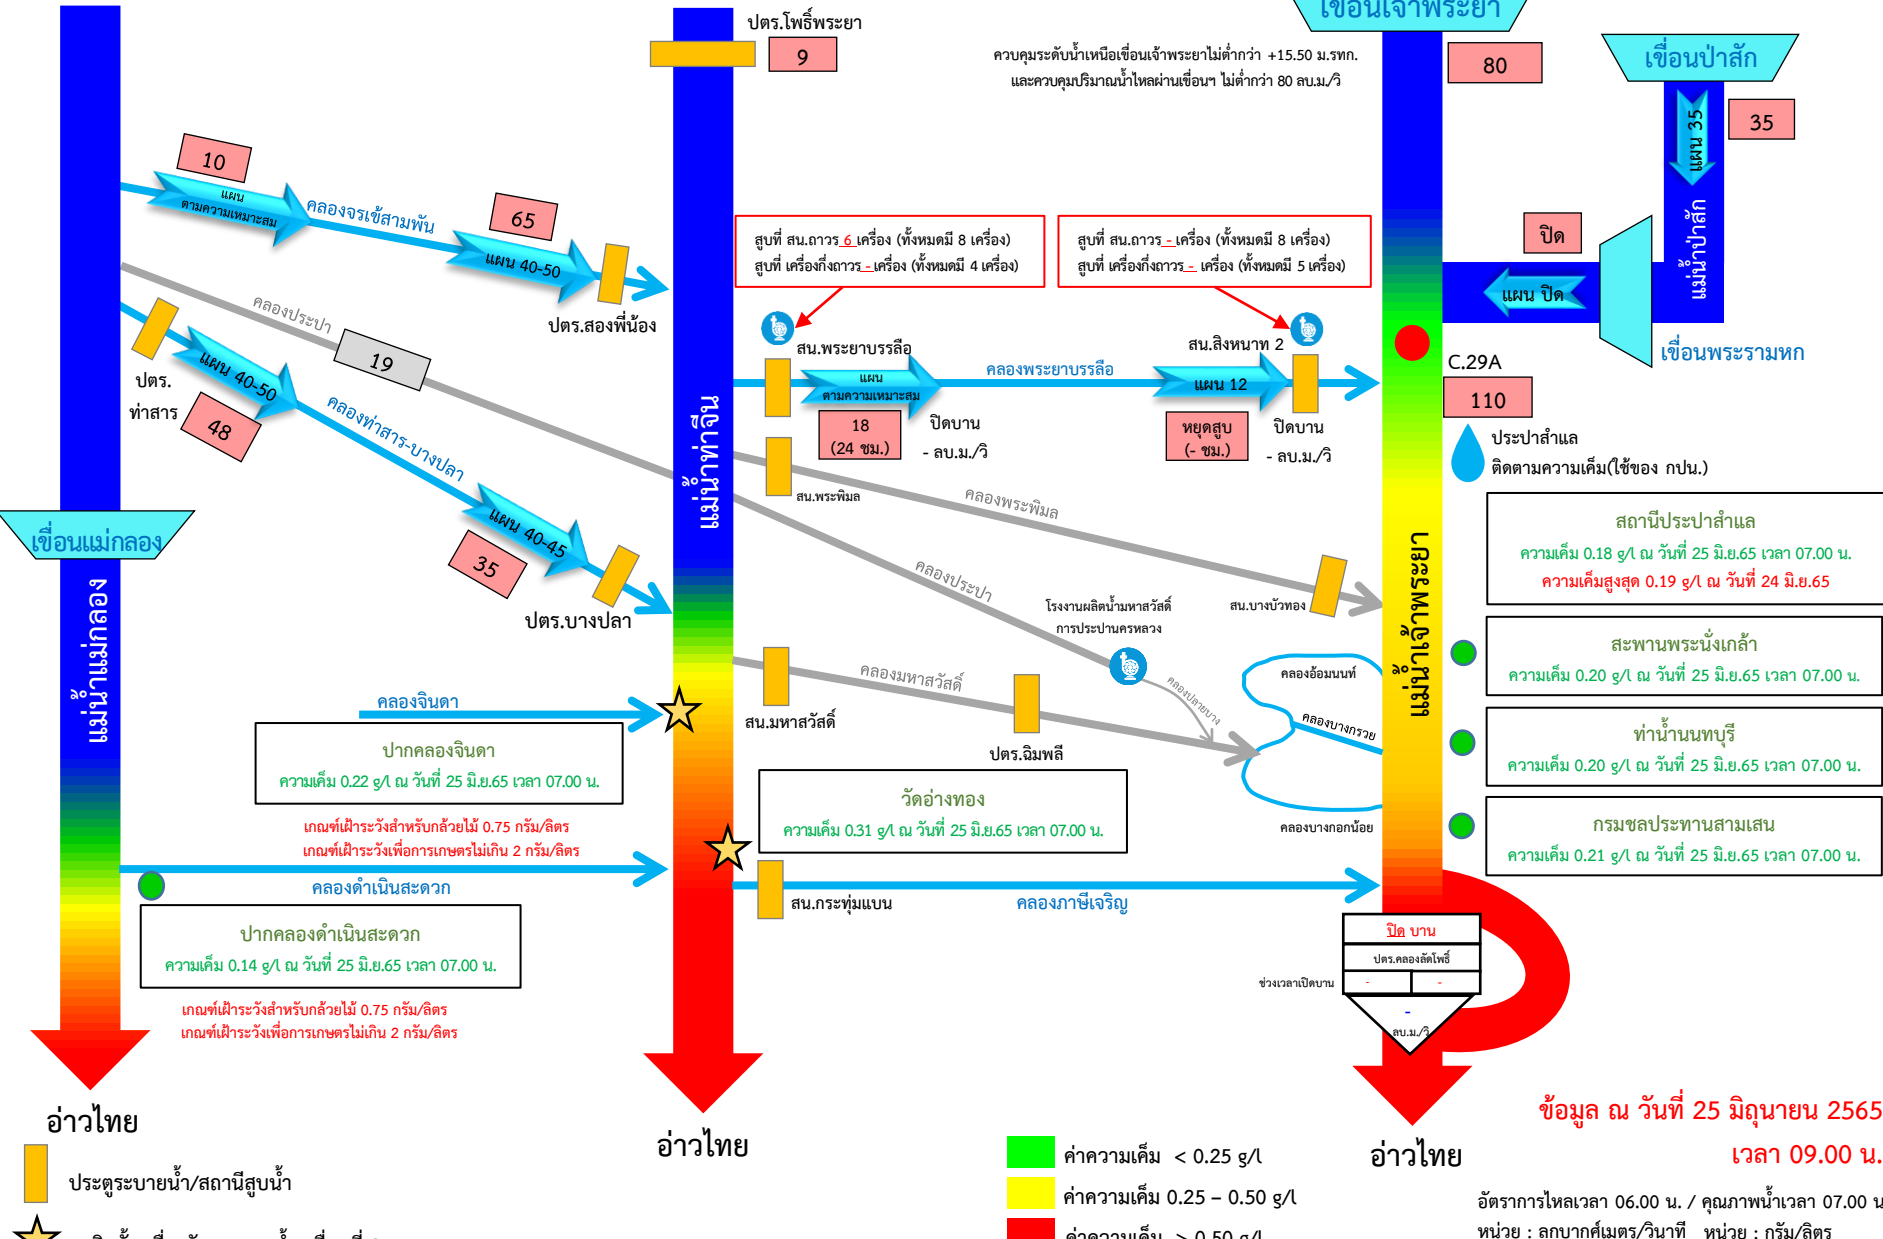 เขื่อนเจ้าพระยา
ปตร.โพธิ์พระยา
9
ควบคุมระดับน้ำเหนือเขื่อนเจ้าพระยาไม่ต่ำกว่า +15.50 ม.รทก.
และควบคุมปริมาณน้ำไหลผ่านเขื่อนฯ ไม่ต่ำกว่า 80 ลบ.ม./วิ
80
เขื่อนป่าสัก
35
แผน 35
แม่น้ำป่าสัก
10
แผน
ตามความเหมาะสม
คลองจรเข้สามพัน
65
แผน 40-50
ปตร.สองพี่น้อง
สูบที่ สน.ถาวร 6 เครื่อง (ทั้งหมดมี 8 เครื่อง)
สูบที่ เครื่องกึ่งถาวร - เครื่อง (ทั้งหมดมี 4 เครื่อง)
สูบที่ สน.ถาวร - เครื่อง (ทั้งหมดมี 8 เครื่อง)
สูบที่ เครื่องกึ่งถาวร - เครื่อง (ทั้งหมดมี 5 เครื่อง)
ปิด
แผน ปิด
เขื่อนพระรามหก
คลองประปา
19
ปตร.
ท่าสาร
แผน 40-50
48
คลองท่าสาร-บางปลา
แผน 40-45
35
ปตร.บางปลา
แม่น้ำท่าจีน
สน.พระยาบรรลือ
แผน
ตามความเหมาะสม
18
(24 ชม.)
ปิดบาน
- ลบ.ม./วิ
คลองพระยาบรรลือ
สน.สิงหนาท 2
แผน 12
หยุดสูบ
(- ชม.)
ปิดบาน
- ลบ.ม./วิ
C.29A
110
ประปาสำแล
ติดตามความเค็ม(ใช้ของ กปน.)
สน.พระพิมล
คลองพระพิมล
สน.บางบัวทอง
คลองประปา
โรงงานผลิตน้ำมหาสวัสดิ์
การประปานครหลวง
คลองปลายบาง
เขื่อนแม่กลอง
แม่น้ำแม่กลอง
แม่น้ำเจ้าพระยา
สถานีประปาสำแล
ความเค็ม 0.18 g/l ณ วันที่ 25 มิ.ย.65 เวลา 07.00 น.
ความเค็มสูงสุด 0.19 g/l ณ วันที่ 24 มิ.ย.65
สะพานพระนั่งเกล้า
ความเค็ม 0.20 g/l ณ วันที่ 25 มิ.ย.65 เวลา 07.00 น.
ท่าน้ำนนทบุรี
ความเค็ม 0.20 g/l ณ วันที่ 25 มิ.ย.65 เวลา 07.00 น.
กรมชลประทานสามเสน
ความเค็ม 0.21 g/l ณ วันที่ 25 มิ.ย.65 เวลา 07.00 น.
สน.มหาสวัสดิ์
คลองมหาสวัสดิ์
ปตร.ฉิมพลี
คลองอ้อมนนท์
คลองบางกรวย
คลองบางกอกน้อย
คลองจินดา
ปากคลองจินดา
ความเค็ม 0.22 g/l ณ วันที่ 25 มิ.ย.65 เวลา 07.00 น.
เกณฑ์เฝ้าระวังสำหรับกล้วยไม้ 0.75 กรัม/ลิตร
เกณฑ์เฝ้าระวังเพื่อการเกษตรไม่เกิน 2 กรัม/ลิตร
วัดอ่างทอง
ความเค็ม 0.31 g/l ณ วันที่ 25 มิ.ย.65 เวลา 07.00 น.
คลองดำเนินสะดวก
ปากคลองดำเนินสะดวก
ความเค็ม 0.14 g/l ณ วันที่ 25 มิ.ย.65 เวลา 07.00 น.
เกณฑ์เฝ้าระวังสำหรับกล้วยไม้ 0.75 กรัม/ลิตร
เกณฑ์เฝ้าระวังเพื่อการเกษตรไม่เกิน 2 กรัม/ลิตร
สน.กระทุ่มแบน
คลองภาษีเจริญ
ปิด บาน
ปตร.คลองลัดโพธิ์
ช่วงเวลาเปิดบาน
- -
-
ลบ.ม./วิ
อ่าวไทย
อ่าวไทย
อ่าวไทย
ข้อมูล ณ วันที่ 25 มิถุนายน 2565
เวลา 09.00 น.
ประตูระบายน้ำ/สถานีสูบน้ำ
ค่าความเค็ม < 0.25 g/l
ค่าความเค็ม 0.25 – 0.50 g/l
ค่าความเค็ม > 0.50 g/l
อัตราการไหลเวลา 06.00 น. / คุณภาพน้ำเวลา 07.00 น
หน่วย : ลูกบากศ์เมตร/วินาที หน่วย : กรัม/ลิตร